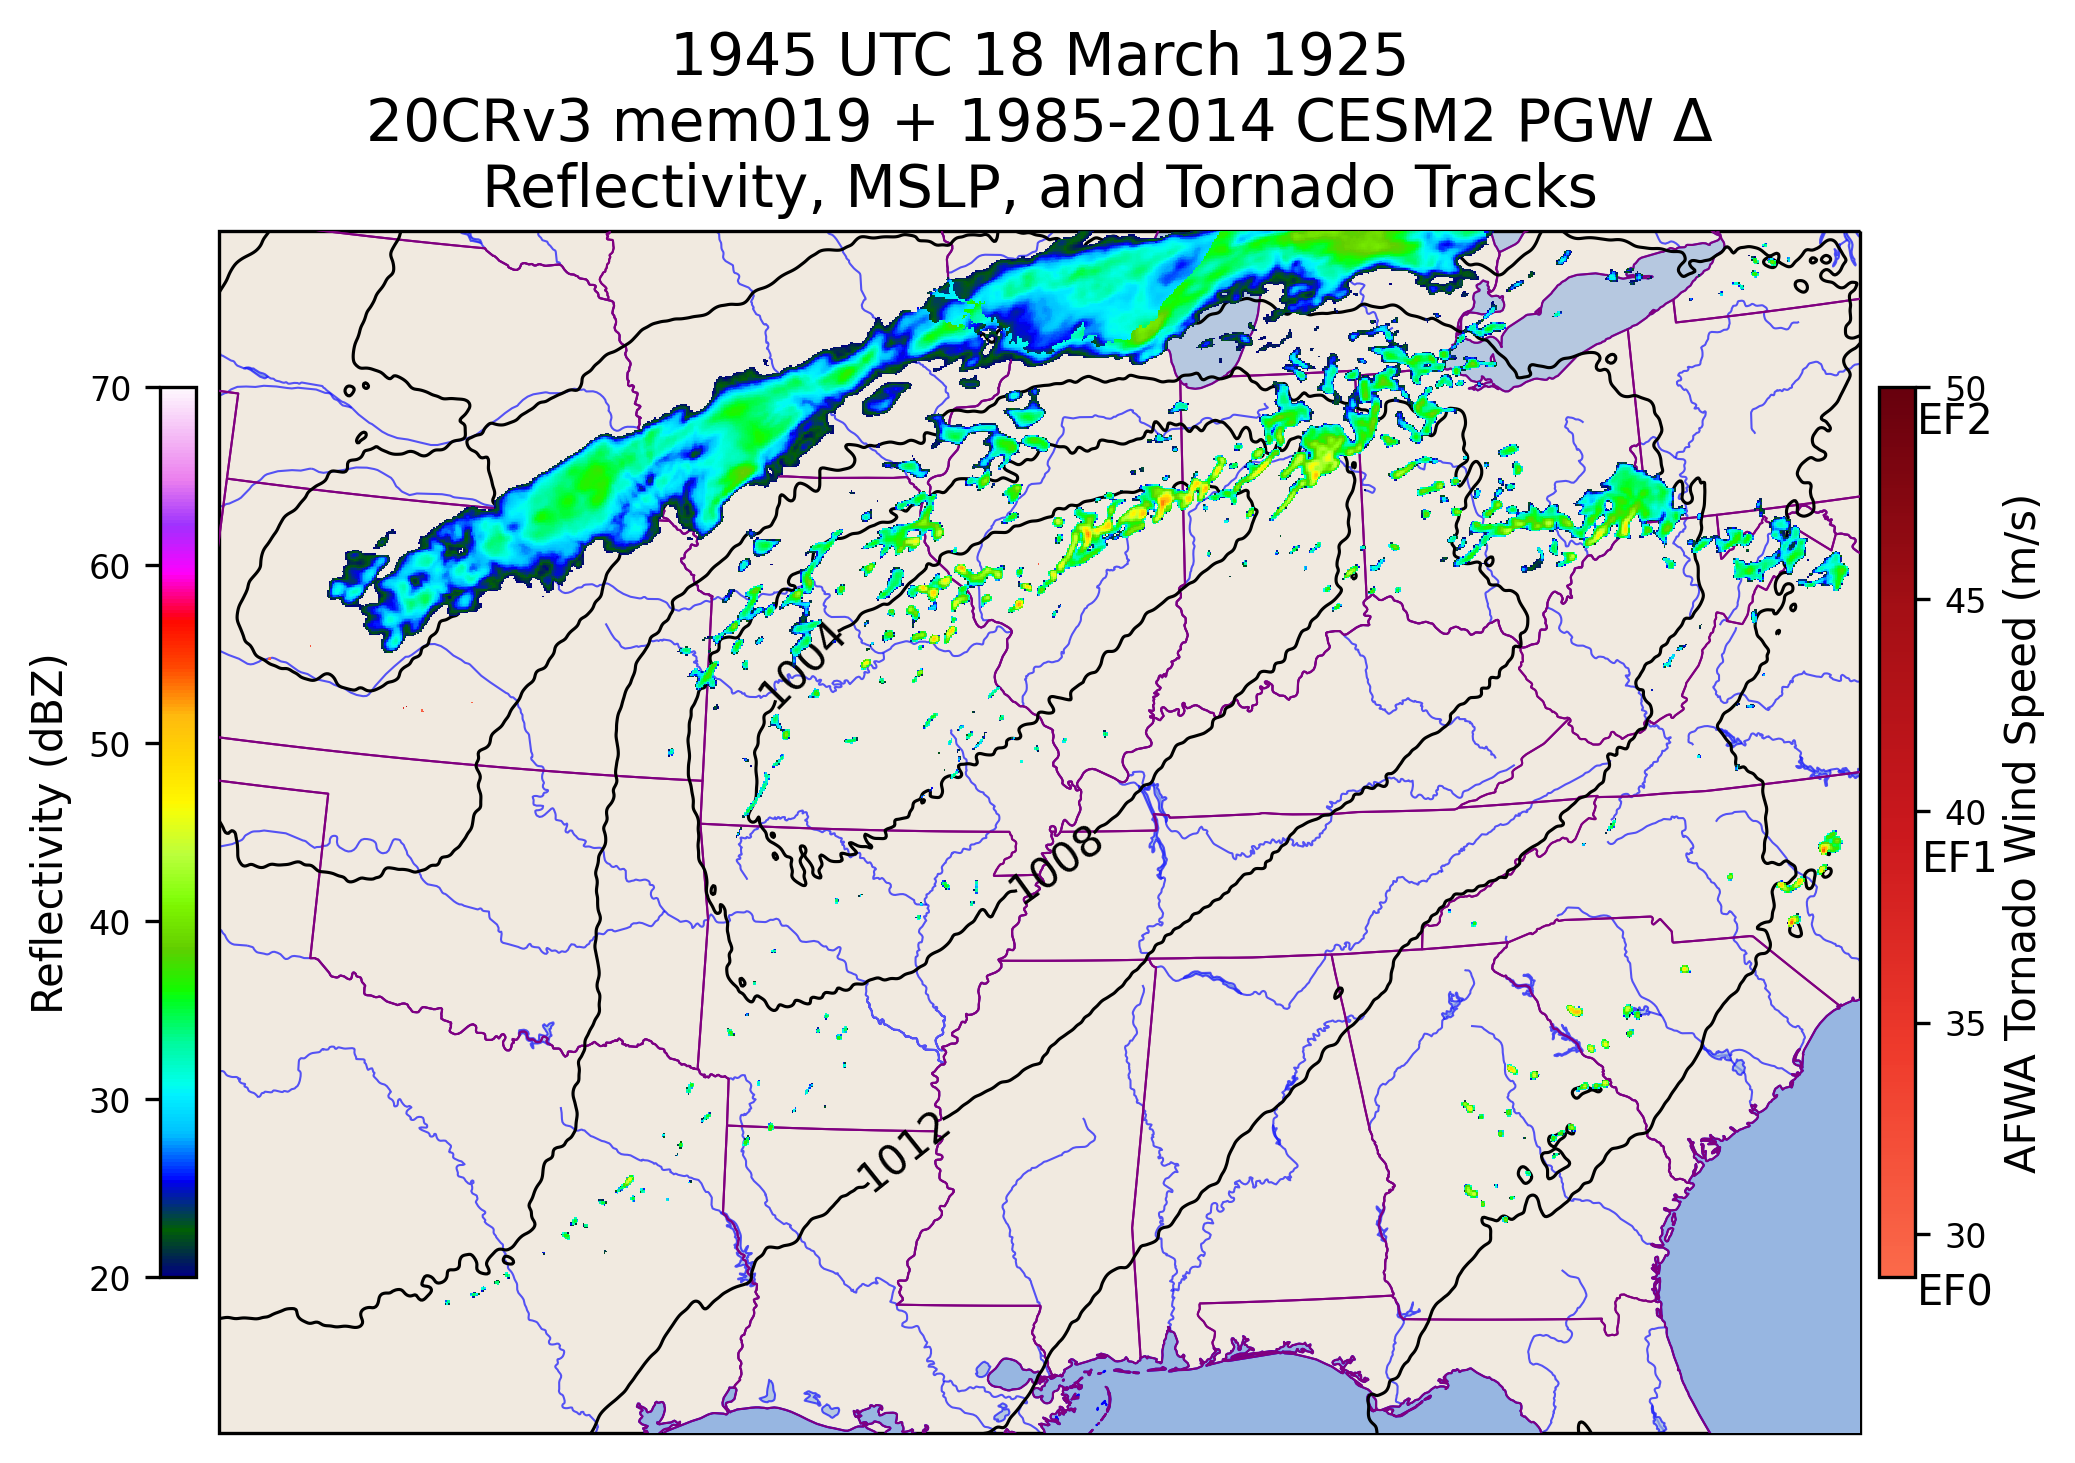 1945 UTC 18 March 1925
20CRv3 mem019 + 1985-2014 CESM2 PGW Δ
Reflectivity, MSLP, and Tornado Tracks
70
60
50
40
30
20
Reflectivity (dBZ)
1004
1008
1012
50
EF2
45
40
EF1
35
30
EF0
AFWA Tornado Wind Speed (m/s)